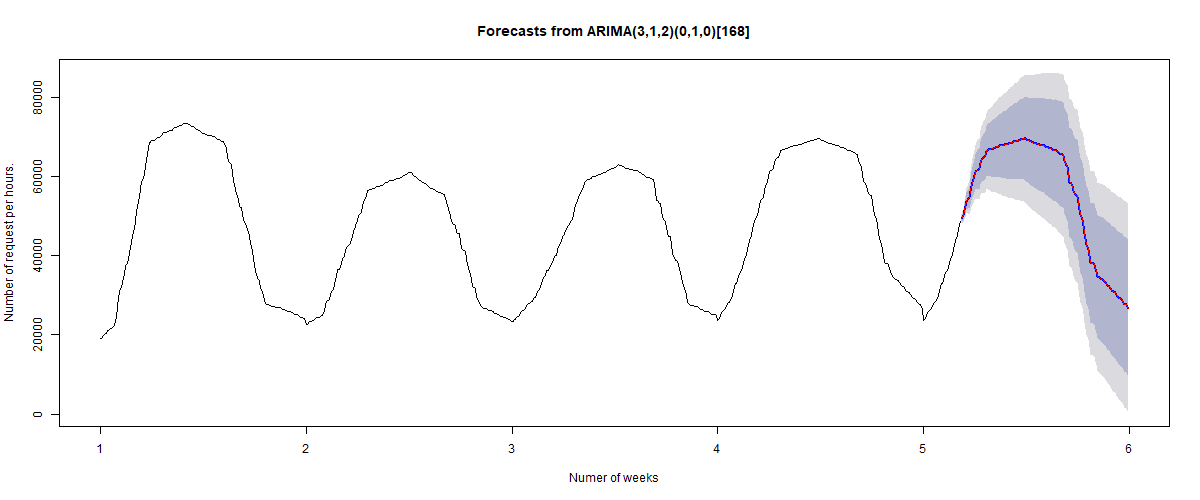 Forecasts from ARIMA(3,1,2)(0,1,0)[168]
Number of request per hours.
80000
60000
40000
20000
0
1 2 3 4 5 6
Numer of weeks